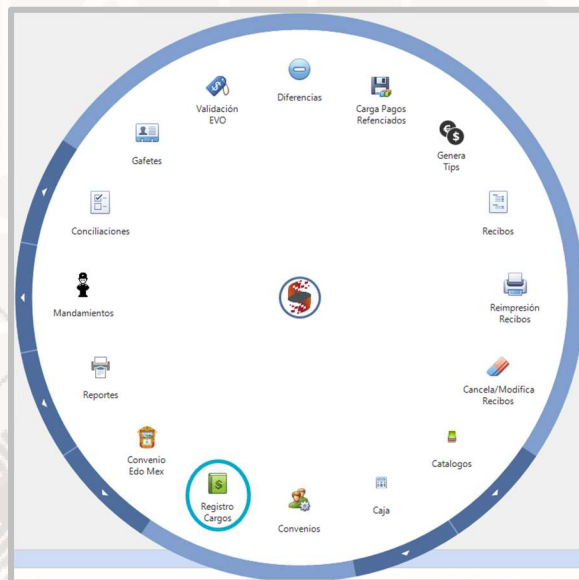 Diferencias
Validación
EVO
Carga Pagos
Refenciados
Gafetes
Genera
Tips
Conciliaciones
Recibos
Mandamientos
Reimpresión
Recibos
Reportes
Cancela/Modifica
Recibos
Convenio
Edo Mex
Catalogos
Registro
Cargos
Convenios
Caja